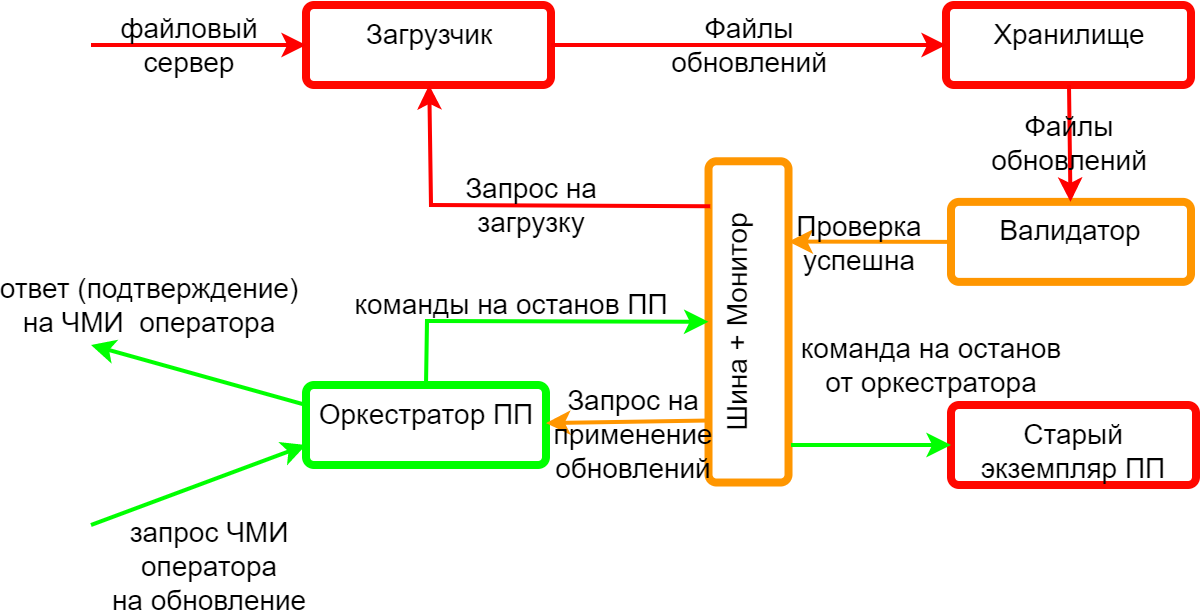 файловый
сервер
Загрузчик
Файлы
обновлений
Хранилище
Файлы
обновлений
Запрос на
загрузку
Шина + Монитор
Проверка
успешна
Валидатор
ответ (подтверждение)
на ЧМИ оператора
команды на останов ПП
команда на останов
от оркестратора
Оркестратор ПП
Запрос на
применение
обновлений
Старый
экземпляр ПП
запрос ЧМИ
оператора
на обновление